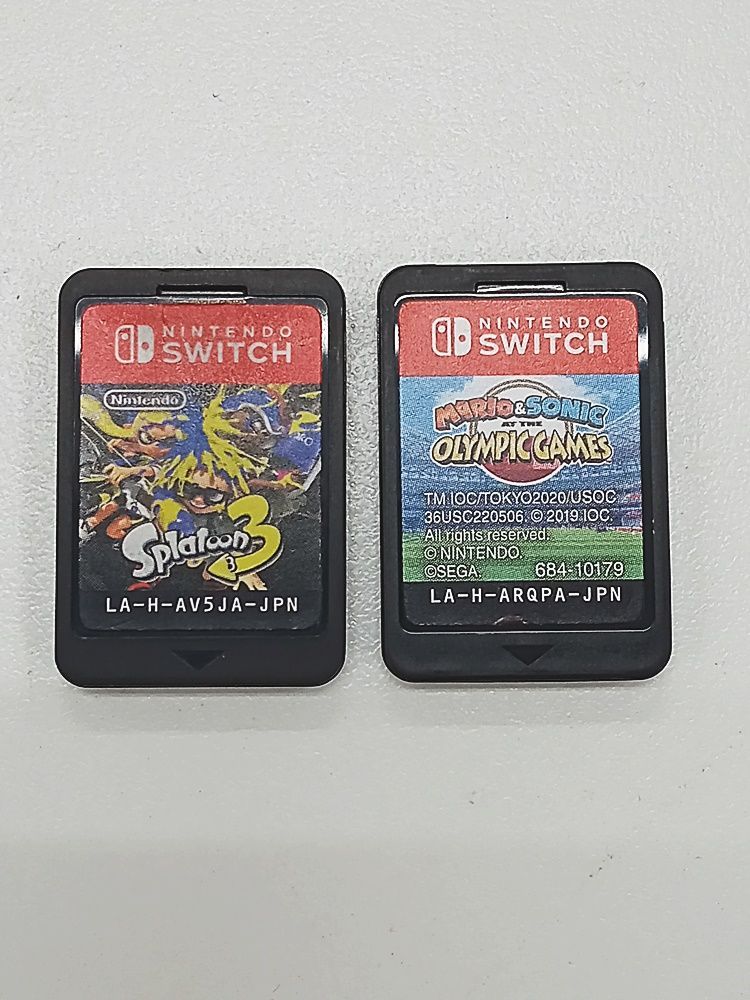 NINTENDO
SWITCH
Nintendo
Splatoon 3
LA-H-AV5JA-JPN
NINTENDO
SWITCH
MARIO & SONIC
AT THE
OLYMPIC GAMES
TM IOC/TOKYO2020/USOC
36USC220506. © 2019 IOC.
All rights reserved.
© NINTENDO.
©SEGA. 684-10179
LA-H-ARQPA-JPN